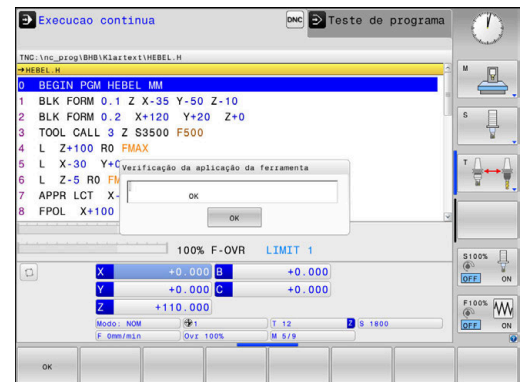 Execucao continua
DNC Teste de programa
TNC:\nc_prog\BHB\Klartext\HEBEL.H
→HEBEL.H
0 BEGIN PGM HEBEL MM
1 BLK FORM 0.1 Z X-35 Y-50 Z-10
2 BLK FORM 0.2 X+120 Y+20 Z+0
3 TOOL CALL 3 Z S3500 F500
4 L Z+100 R0 FMAX
5 L X-30 Y+
6 L Z-5 R0 FM
7 APPR LCT X-
8 FPOL X+100
Verificação da aplicação da ferramenta
OK
OK
100% F-OVR LIMIT 1
X +0.000 B +0.000
Y +0.000 C +0.000
Z +110.000
Modo: NOM 1 T 12 Z S 1800
F 0mm/min Ovr 100% M 5/9
OK
M
S
T
S100%
OFF ON
F100%
OFF ON